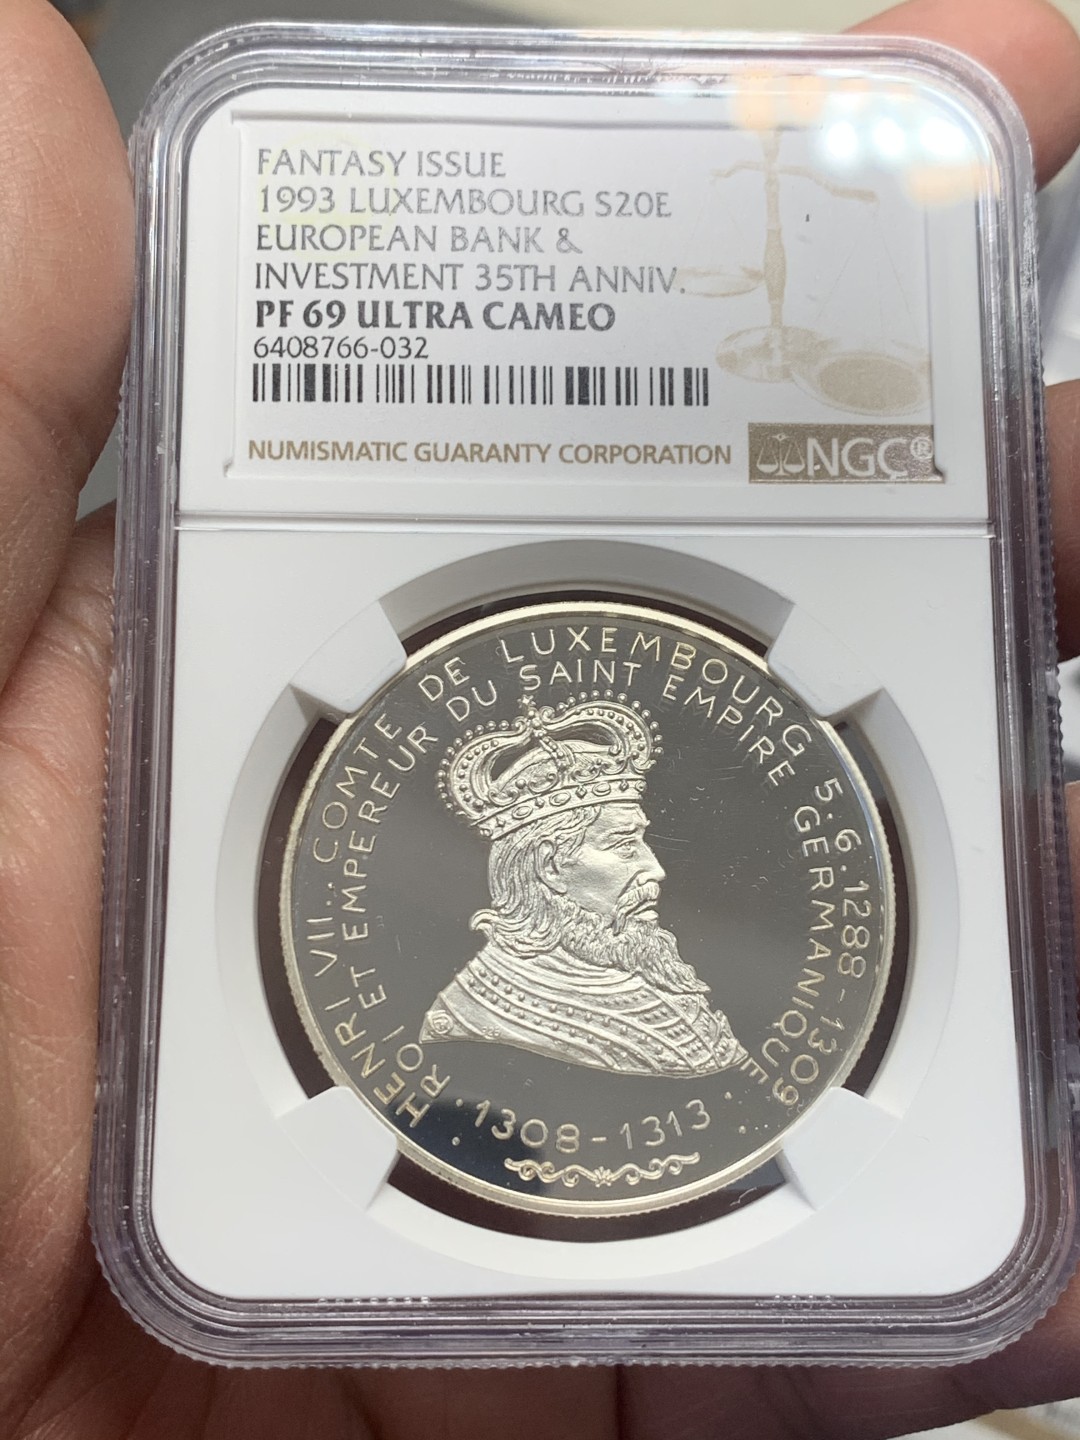 FANTASY ISSUE
1993 LUXEMBOURG S20E
EUROPEAN BANK &
INVESTMENT 35TH ANNIV.
PF 69 ULTRA CAMEO
6408766-032
NUMISMATIC GUARANTY CORPORATION
NGC®
HENRI VII. COMTE DE LUXEMBOURG 5.6.1288-1309
ROI ET EMPEREUR DU SAINT EMPIRE GERMANIQUE
·1308-1313·